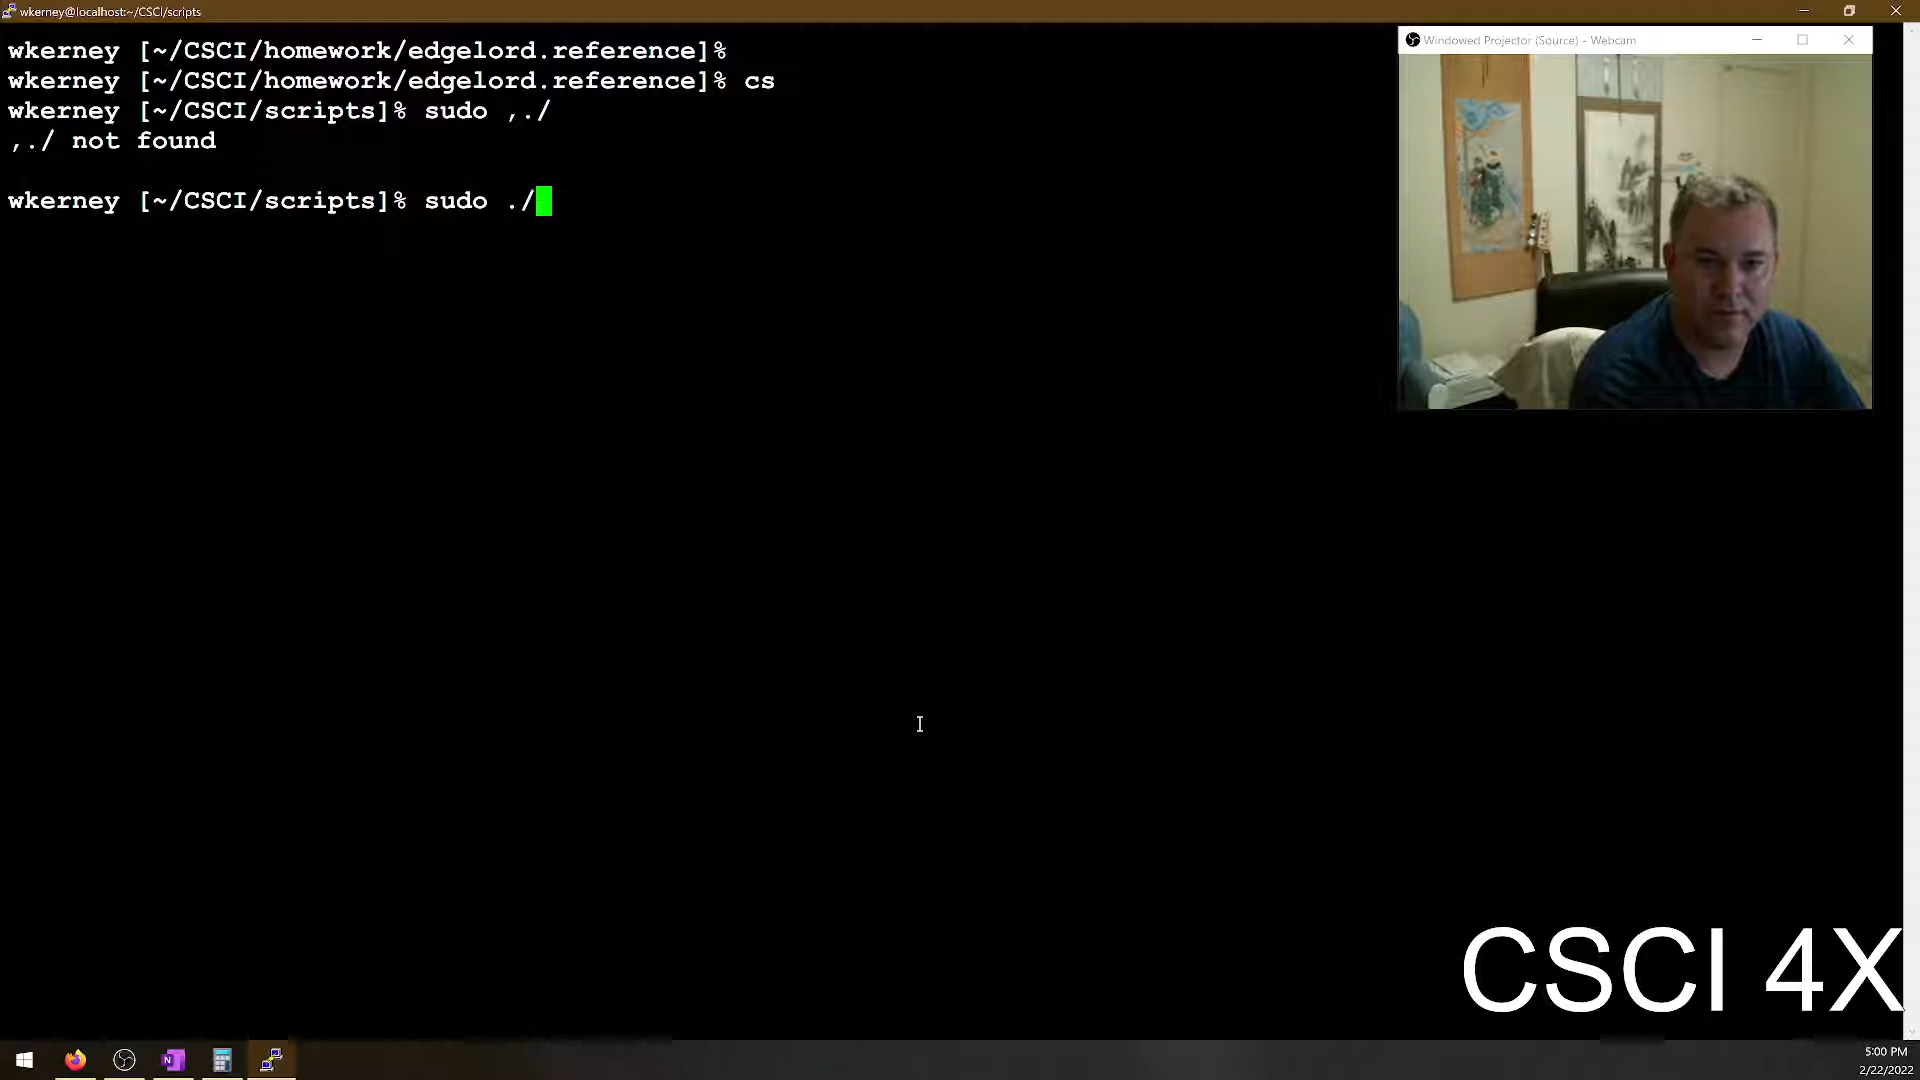 wkerney@localhost:~/CSCI/scripts
wkerney [~/CSCI/homework/edgelord.reference]%
wkerney [~/CSCI/homework/edgelord.reference]% cs
wkerney [~/CSCI/scripts]% sudo ,./
,./ not found
wkerney [~/CSCI/scripts]% sudo ./
Windowed Projector (Source) - Webcam
CSCI 4X
N
5:00 PM
2/22/2022